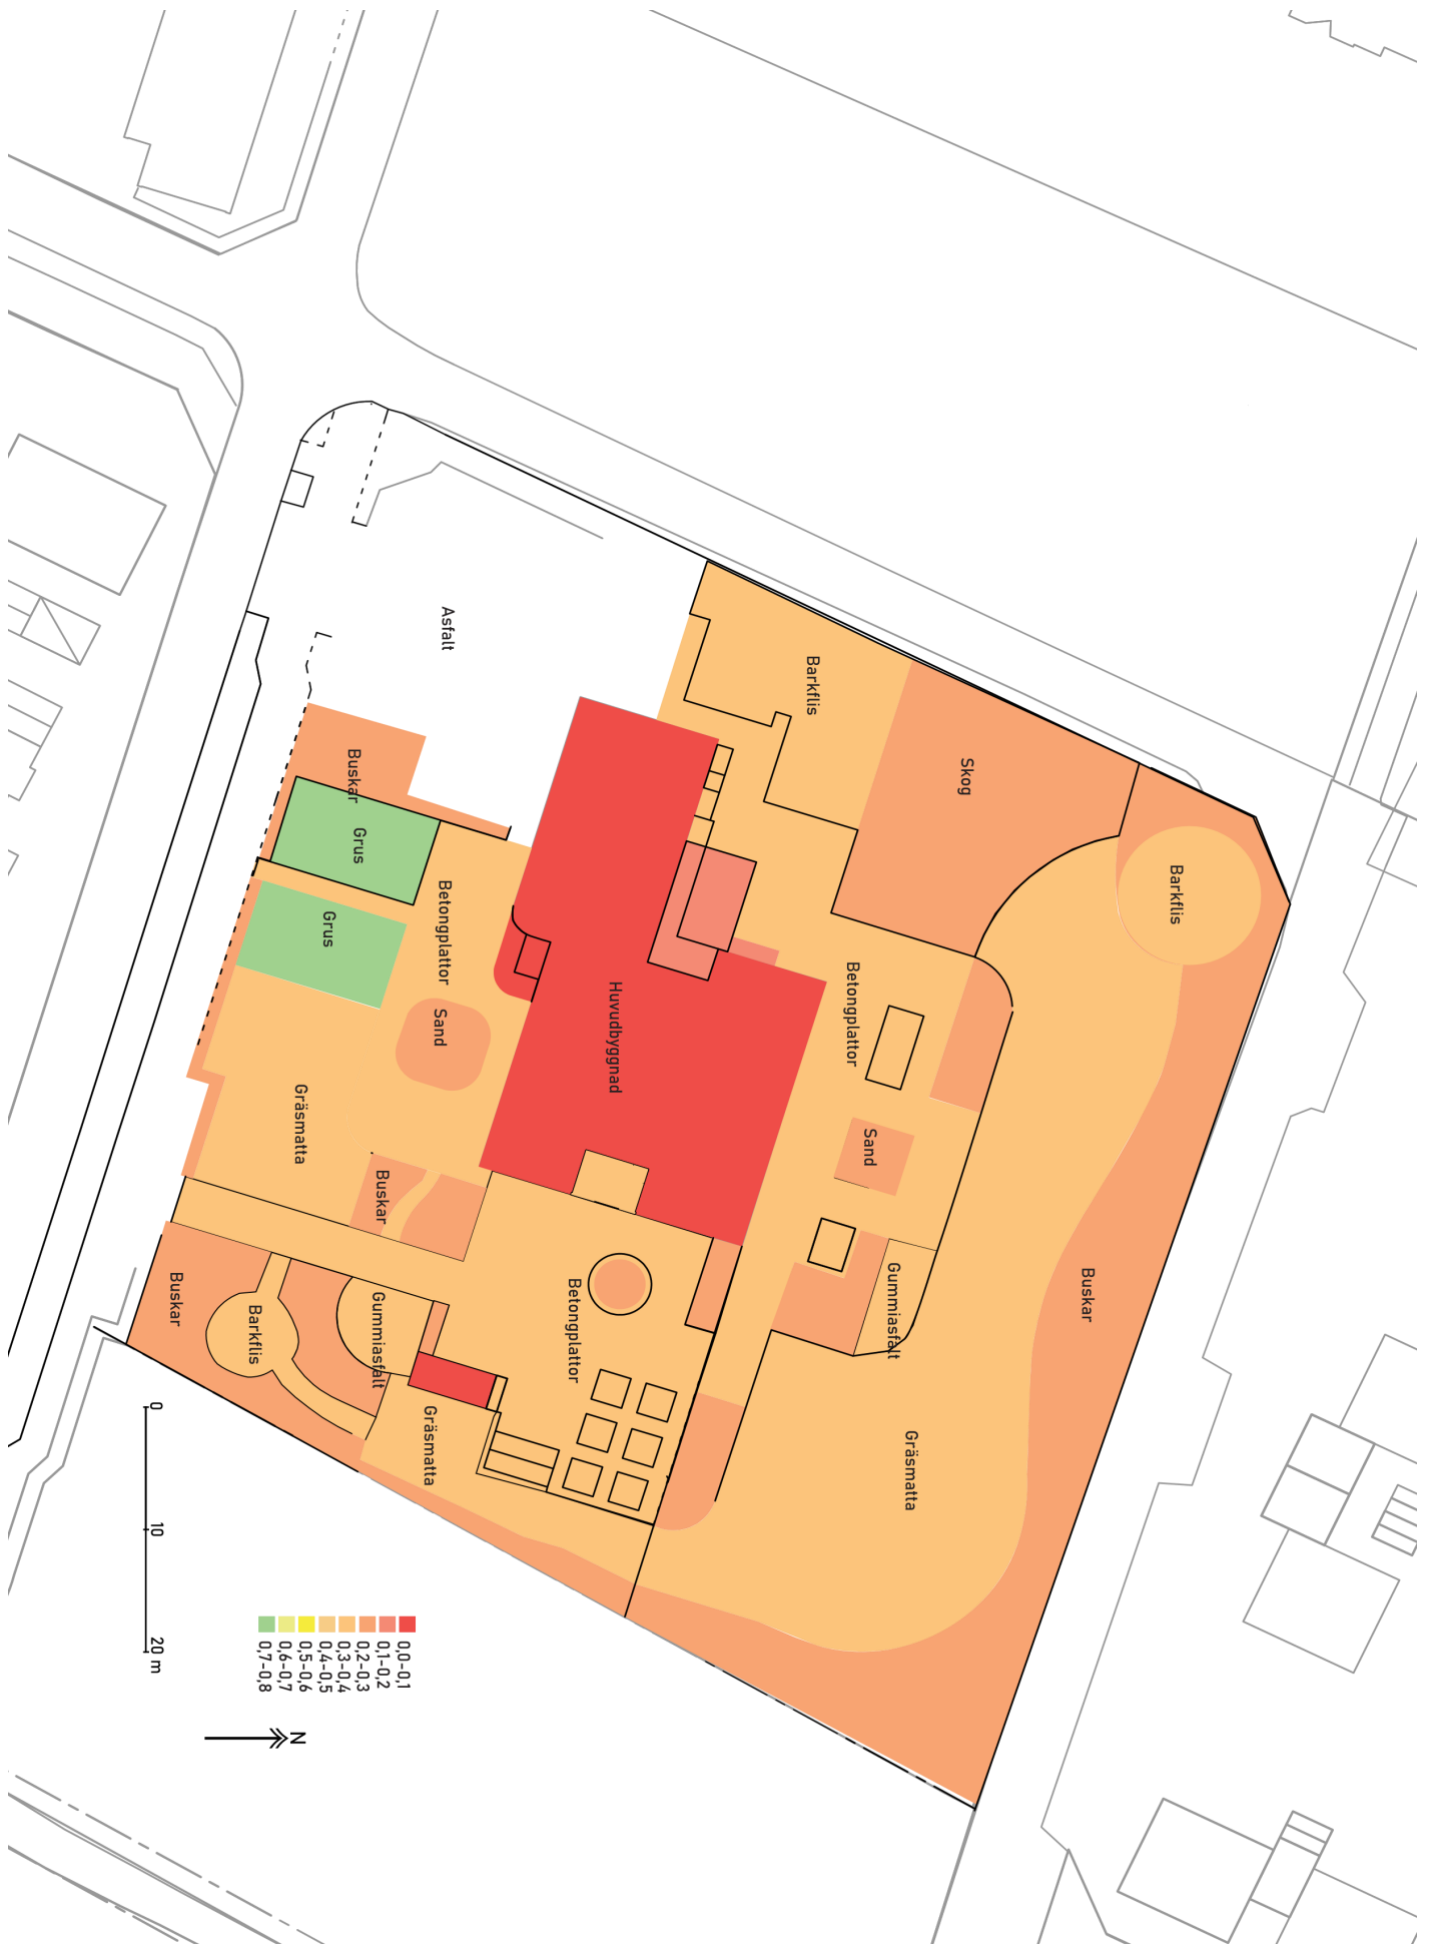 Asfalt
Barkflis
Skog
Barkflis
Buskar
Grus
Grus
Betongplattor
Sand
Huvudbyggnad
Betongplattor
Sand
Gräsmatta
Buskar
Gummiasfalt
Buskar
Buskar
Barkflis
Gummiasfalt
Betongplattor
Gräsmatta
Gräsmatta
0
10
20 m
0,0-0,1
0,1-0,2
0,2-0,3
0,3-0,4
0,4-0,5
0,5-0,6
0,6-0,7
0,7-0,8
N